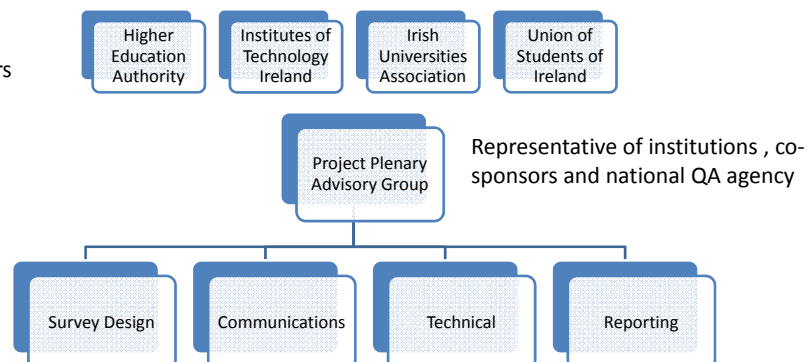 Higher
Education
Authority
Institutes of
Technology
Ireland
Irish
Universities
Association
Union of
Students of
Ireland
rs
Project Plenary
Advisory Group
Representative of institutions , co-
sponsors and national QA agency
Survey Design
Communications
Technical
Reporting